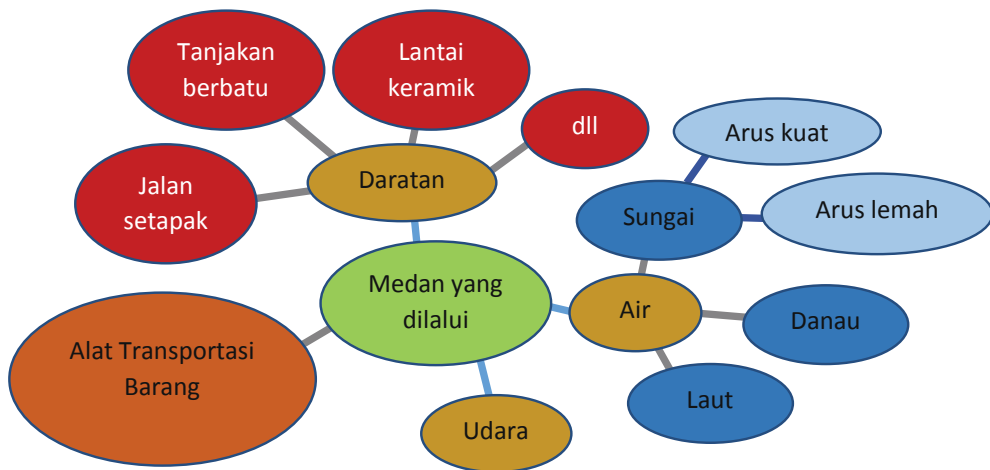 Tanjakan
berbatu
Lantai
keramik
dll
Arus kuat
Jalan
setapak
Daratan
Sungai
Arus lemah
Medan yang
dilalui
Air
Danau
Alat Transportasi
Barang
Laut
Udara